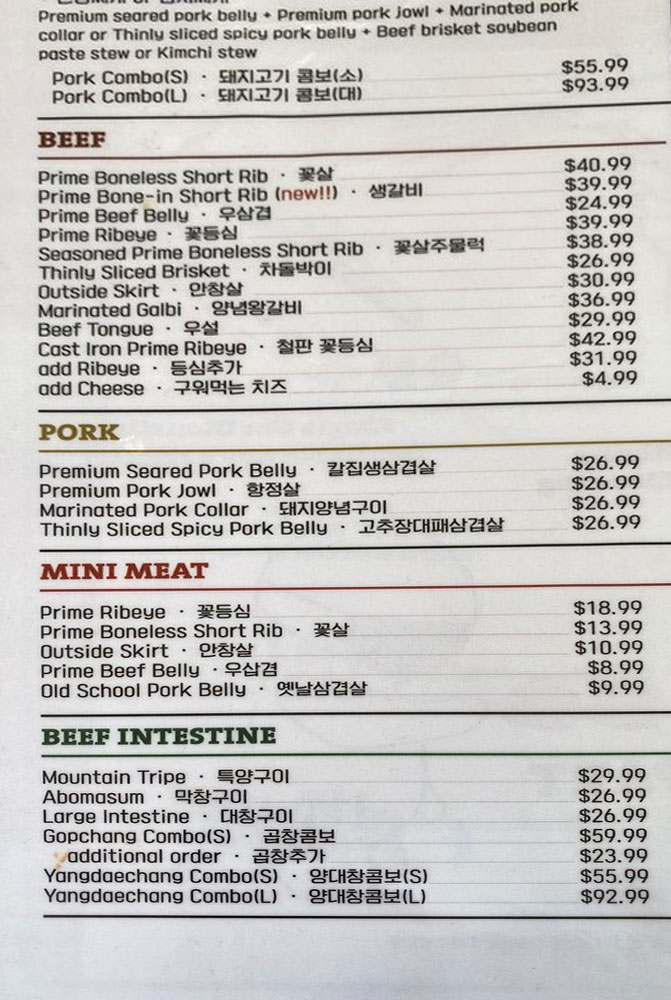 Premium seared pork belly + Premium pork jowl + Marinated pork
collar or Thinly sliced spicy pork belly + Beef brisket soybean
paste stew or Kimchi stew
Pork Combo(S) · 돼지고기 콤보(소) $55.99
Pork Combo(L) · 돼지고기 콤보(대) $93.99
BEEF
Prime Boneless Short Rib · 꽃살 $40.99
Prime Bone-in Short Rib (new!!) · 생갈비 $39.99
Prime Beef Belly · 우삼겹 $24.99
Prime Ribeye · 꽃등심 $39.99
Seasoned Prime Boneless Short Rib · 꽃살주물럭 $38.99
Thinly Sliced Brisket · 차돌박이 $26.99
Outside Skirt · 안창살 $30.99
Marinated Galbi · 양념왕갈비 $36.99
Beef Tongue · 우설 $29.99
Cast Iron Prime Ribeye · 철판 꽃등심 $42.99
add Ribeye · 등심추가 $31.99
add Cheese · 구워먹는 치즈 $4.99
PORK
Premium Seared Pork Belly · 칼집생삼겹살 $26.99
Premium Pork Jowl · 항정살 $26.99
Marinated Pork Collar · 돼지양념구이 $26.99
Thinly Sliced Spicy Pork Belly · 고추장대패삼겹살 $26.99
MINI MEAT
Prime Ribeye · 꽃등심 $18.99
Prime Boneless Short Rib · 꽃살 $13.99
Outside Skirt · 안창살 $10.99
Prime Beef Belly · 우삽겸 $8.99
Old School Pork Belly · 옛날삼겹살 $9.99
BEEF INTESTINE
Mountain Tripe · 특양구이 $29.99
Abomasum · 막창구이 $26.99
Large Intestine · 대창구이 $26.99
Gopchang Combo(S) · 곱창콤보 $59.99
additional order · 곱창추가 $23.99
Yangdaechang Combo(S) · 양대창콤보(S) $55.99
Yangdaechang Combo(L) · 양대창콤보(L) $92.99